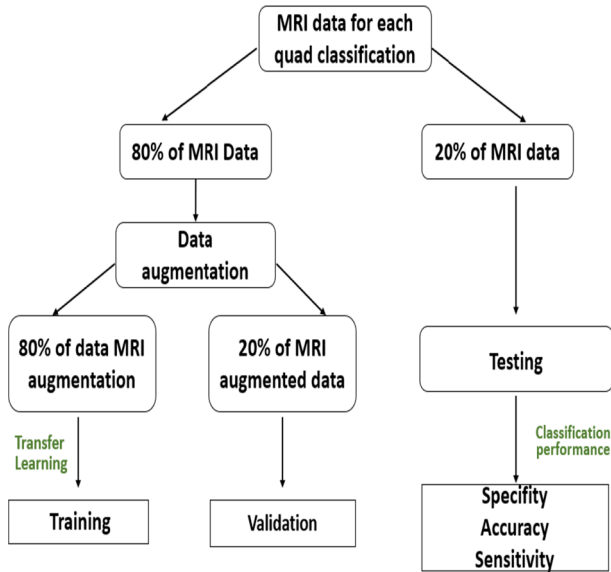 MRI data for each
quad classification
80% of MRI Data
20% of MRI data
Data
augmentation
80% of data MRI
augmentation
20% of MRI
augmented data
Testing
Transfer
Learning
Classification
performance
Training
Validation
Specifity
Accuracy
Sensitivity